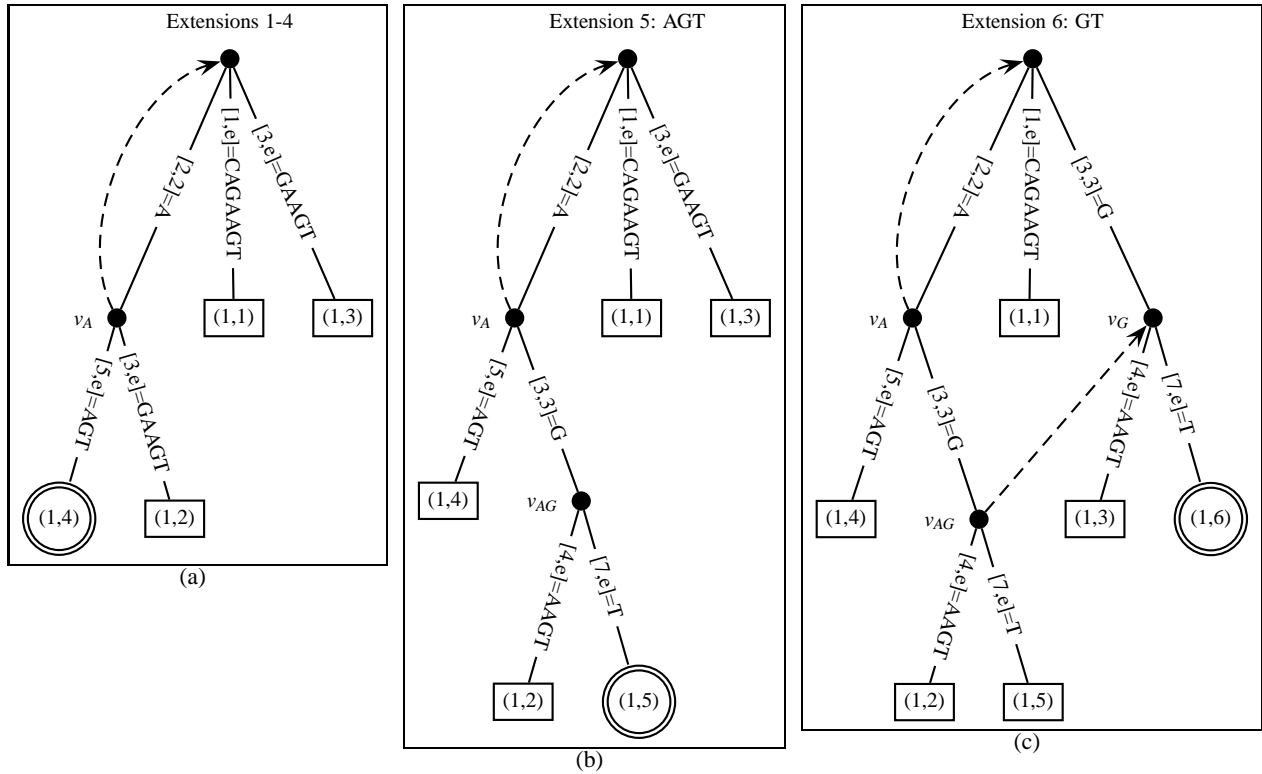 Extensions 1-4
[2,2]=A
[1,e]=CAGAAGT
[3,e]=GAAGT
v_A
(1,1)
(1,3)
[5,e]=AGT
[3,e]=GAAGT
(1,4)
(1,2)
(a)
Extension 5: AGT
[2,2]=A
[1,e]=CAGAAGT
[3,e]=GAAGT
v_A
(1,1)
(1,3)
[5,e]=AGT
[3,3]=G
(1,4)
v_AG
[4,e]=AAGT
[7,e]=T
(1,2)
(1,5)
(b)
Extension 6: GT
[2,2]=A
[1,e]=CAGAAGT
[3,3]=G
v_A
(1,1)
v_G
[5,e]=AGT
[3,3]=G
[4,e]=AAGT
[7,e]=T
(1,4)
v_AG
(1,3)
(1,6)
[4,e]=AAGT
[7,e]=T
(1,2)
(1,5)
(c)